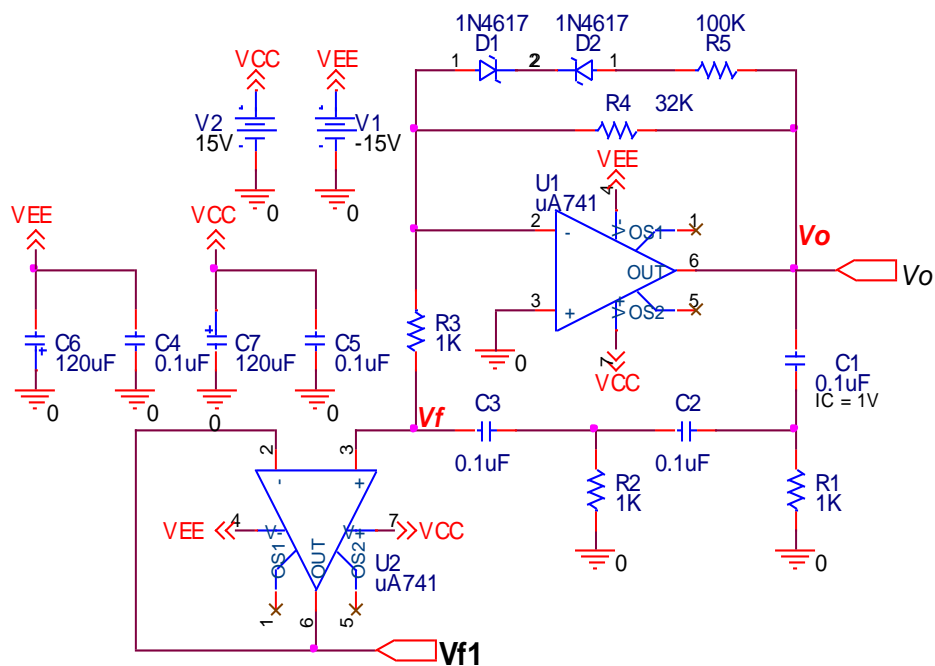 1N4617 1N4617 100K
D1 D2 R5
1 2 2 1
VCC VEE
V2 15V V1 -15V
0 0
R4 32K
VEE
4
U1
uA741
2 - V- OS1 1
6 OUT
3 + V+ OS2 5
7
VCC
0
Vo
Vo
VEE VCC
C6 120uF
C4 0.1uF
C7 120uF
C5 0.1uF
0 0 0 0
R3
1K
C1
0.1uF
IC = 1V
Vf
C3 C2
0.1uF 0.1uF
R2
1K
R1
1K
0 0
2 3
- +
VEE 4 V- V+ 7 VCC
OS1 OUT OS2
U2
uA741
1 6 5
Vf1